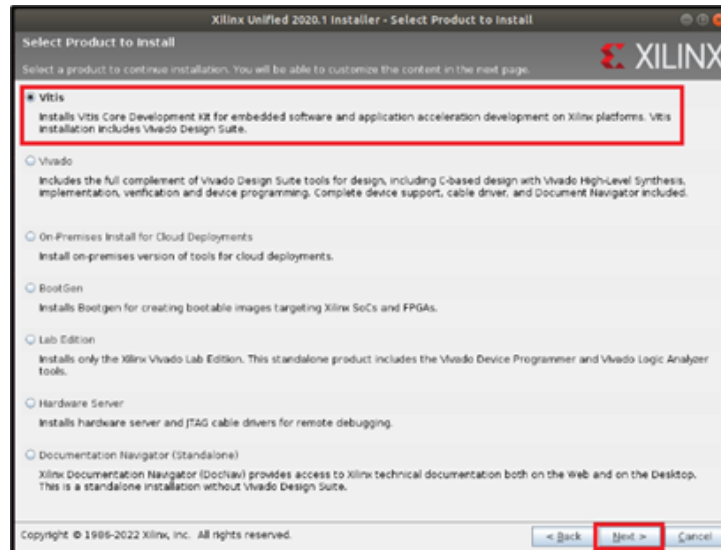 Xilinx Unified 2020.1 Installer - Select Product to Install
Select Product to Install
Select a product to continue installation. You will be able to customize the content in the next page.
XILINX
Vitis
Installs Vitis Core Development Kit for embedded software and application acceleration development on Xilinx platforms. Vitis
installation includes Vivado Design Suite.
Vivado
Includes the full complement of Vivado Design Suite tools for design, including C-based design with Vivado High-Level Synthesis,
implementation, verification and device programming. Complete device support, cable driver, and Document Navigator included.
On-Premises Install for Cloud Deployments
Install on-premises version of tools for cloud deployments.
BootGen
Installs Bootgen for creating bootable images targeting Xilinx SoCs and FPGAs.
Lab Edition
Installs only the Xilinx Vivado Lab Edition. This standalone product includes the Vivado Device Programmer and Vivado Logic Analyzer
tools.
Hardware Server
Installs hardware server and JTAG cable drivers for remote debugging.
Documentation Navigator (Standalone)
Xilinx Documentation Navigator (DocNav) provides access to Xilinx technical documentation both on the Web and on the Desktop.
This is a standalone installation without Vivado Design Suite.
Copyright © 1986-2022 Xilinx, Inc. All rights reserved.
< Back
Next >
Cancel